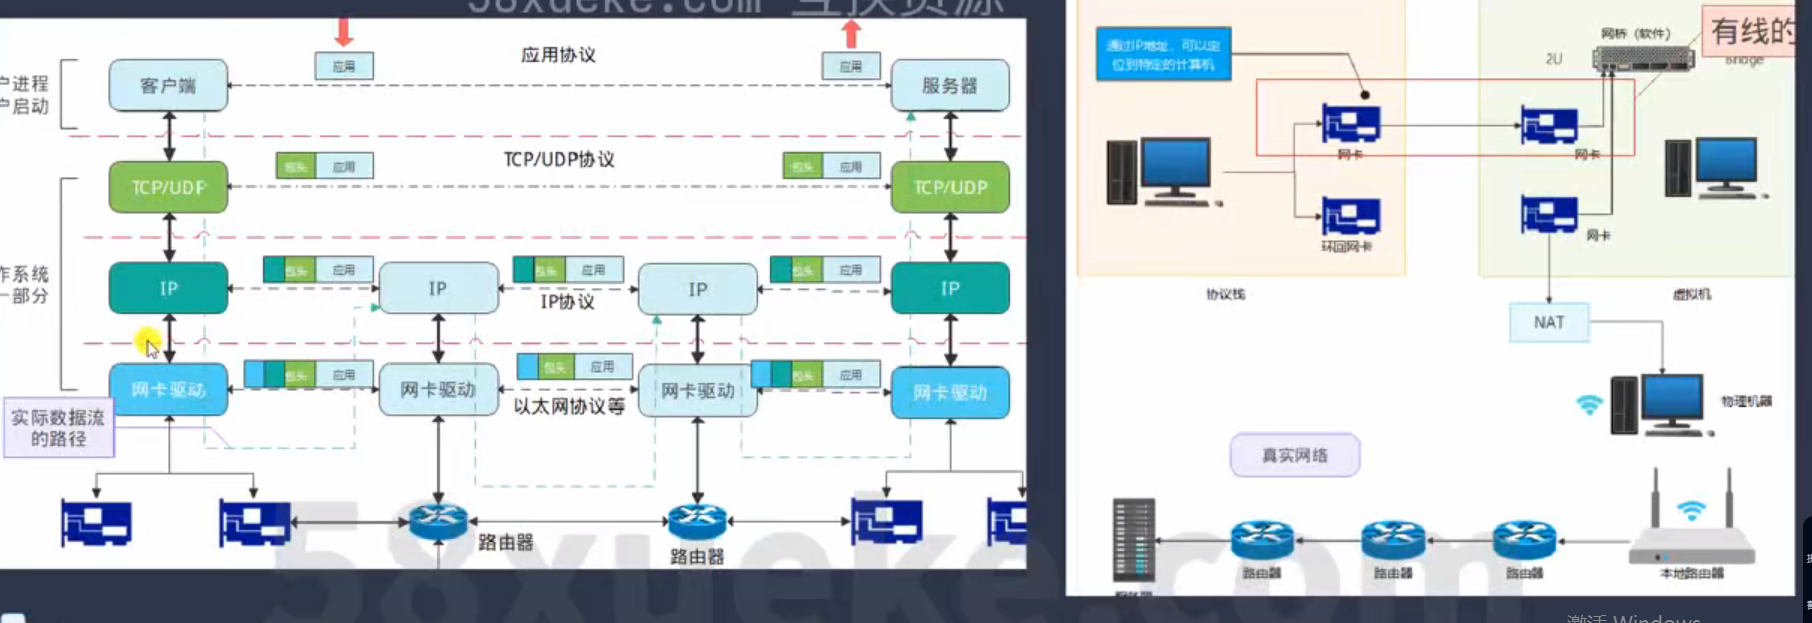 58xueke.com 互换资源
应用
应用协议
应用
户进程
户启动
客户端
服务器
TCP/UDP协议
包头 应用
包头 应用
TCP/UDP
TCP/UDP
作系统
一部分
包头 应用
包头 应用
包头 应用
IP
IP
IP
IP
IP协议
包头 应用
包头 应用
包头 应用
网卡驱动
网卡驱动
网卡驱动
网卡驱动
以太网协议等
实际数据流
的路径
路由器
路由器
通过IP地址，可以定
位到特定的计算机
网桥（软件）
有线的
2U
Bridge
网卡
网卡
环回网卡
网卡
协议栈
虚拟机
NAT
物理机器
真实网络
路由器
路由器
路由器
本地路由器
58xueke.com
激活 Windows